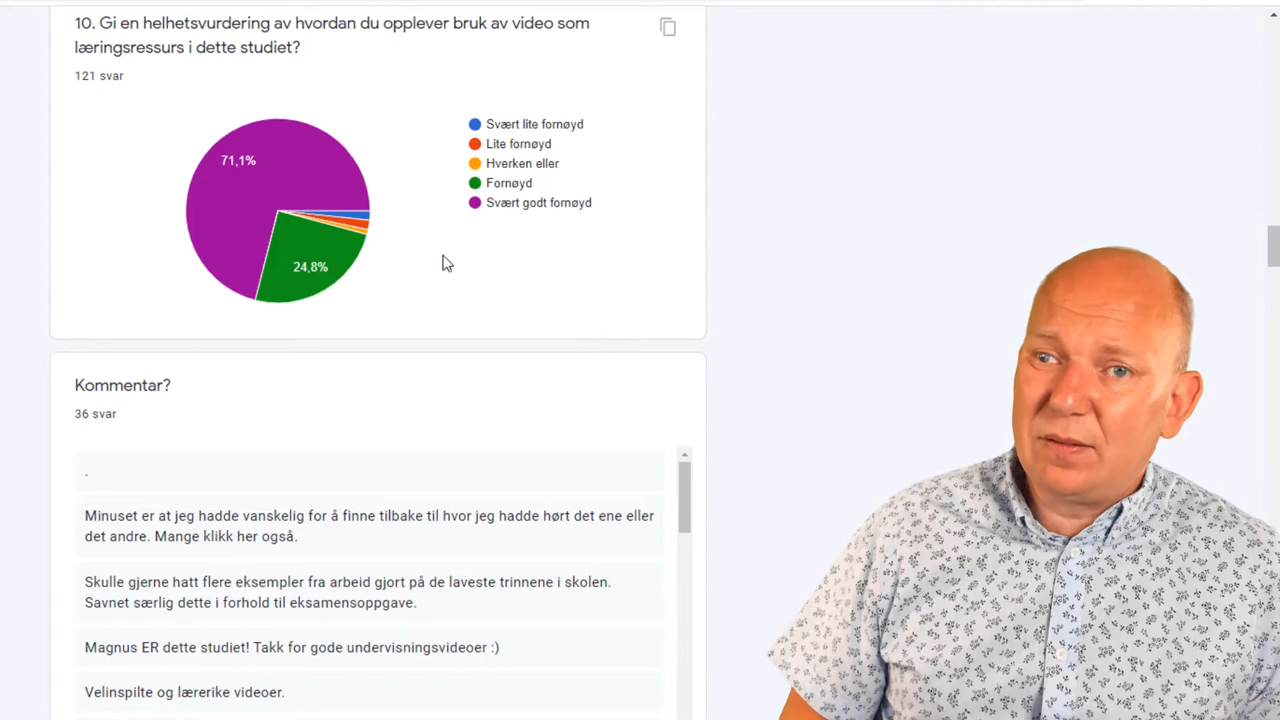 10. Gi en helhetsvurdering av hvordan du opplever bruk av video som
læringsressurs i dette studiet?
121 svar
71,1%
24,8%
Svært lite fornøyd
Lite fornøyd
Hverken eller
Fornøyd
Svært godt fornøyd
Kommentar?
36 svar
.
Minuset er at jeg hadde vanskelig for å finne tilbake til hvor jeg hadde hørt det ene eller
det andre. Mange klikk her også.
Skulle gjerne hatt flere eksempler fra arbeid gjort på de laveste trinnene i skolen.
Savnet særlig dette i forhold til eksamensoppgave.
Magnus ER dette studiet! Takk for gode undervisningsvideoer :)
Velinspilte og lærerike videoer.